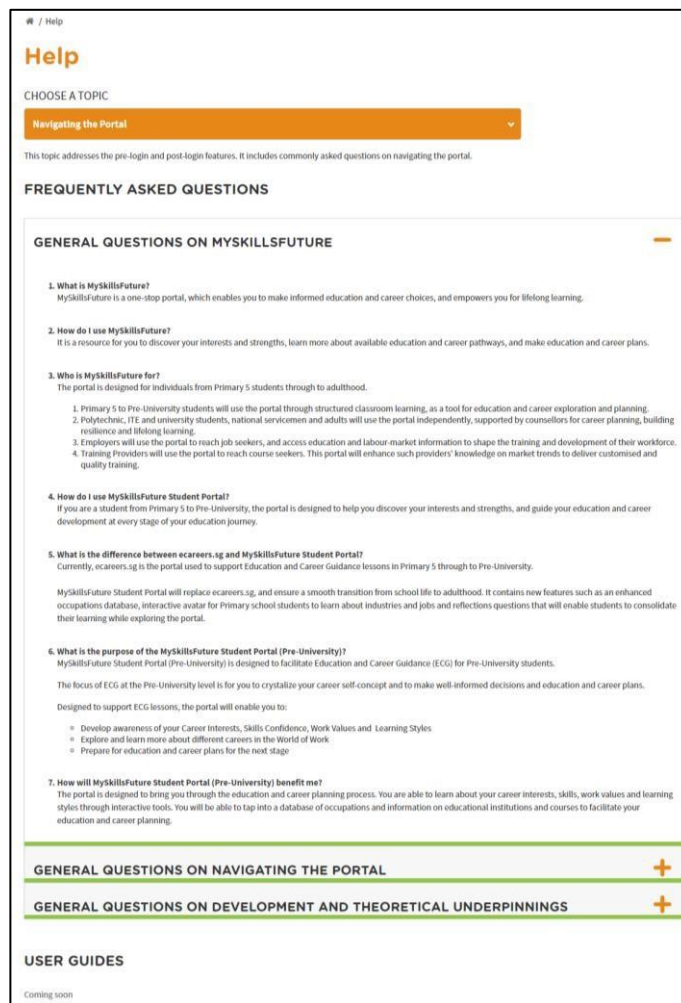 / Help
Help
CHOOSE A TOPIC
Navigating the Portal
This topic addresses the pre-login and post-login features. It includes commonly asked questions on navigating the portal.
FREQUENTLY ASKED QUESTIONS
GENERAL QUESTIONS ON MYSKILLSFUTURE
1. What is MySkillsFuture?
MySkillsFuture is a one-stop portal, which enables you to make informed education and career choices, and empowers you for lifelong learning.
2. How do I use MySkillsFuture?
It is a resource for you to discover your interests and strengths, learn more about available education and career pathways, and make education and career plans.
3. Who is MySkillsFuture for?
The portal is designed for individuals from Primary 5 students through to adulthood.
1. Primary 5 to Pre-University students will use the portal through structured classroom learning, as a tool for education and career exploration and planning.
2. Polytechnic, ITE and university students, national servicemen and adults will use the portal independently, supported by counsellors for career planning, building
resilience and lifelong learning.
3. Employers will use the portal to reach job seekers, and access education and labour-market information to shape the training and development of their workforce.
4. Training Providers will use the portal to reach course seekers. This portal will enhance such providers' knowledge on market trends to deliver customised and
quality training.
4. How do I use MySkillsFuture Student Portal?
If you are a student from Primary 5 to Pre-University, the portal is designed to help you discover your interests and strengths, and guide your education and career
development at every stage of your education journey.
5. What is the difference between ecareers.sg and MySkillsFuture Student Portal?
Currently, ecareers.sg is the portal used to support Education and Career Guidance lessons in Primary 5 through to Pre-University.
MySkillsFuture Student Portal will replace ecareers.sg, and ensure a smooth transition from school life to adulthood. It contains new features such as an enhanced
occupations database, interactive avatar for Primary school students to learn about industries and jobs and reflections questions that will enable students to consolidate
their learning while exploring the portal.
6. What is the purpose of the MySkillsFuture Student Portal (Pre-University)?
MySkillsFuture Student Portal (Pre-University) is designed to facilitate Education and Career Guidance (ECG) for Pre-University students.
The focus of ECG at the Pre-University level is for you to crystalize your career self-concept and to make well-informed decisions and education and career plans.
Designed to support ECG lessons, the portal will enable you to:
Develop awareness of your Career Interests, Skills Confidence, Work Values and Learning Styles
Explore and learn more about different careers in the World of Work
Prepare for education and career plans for the next stage
7. How will MySkillsFuture Student Portal (Pre-University) benefit me?
The portal is designed to bring you through the education and career planning process. You are able to learn about your career interests, skills, work values and learning
styles through interactive tools. You will be able to tap into a database of occupations and information on educational institutions and courses to facilitate your
education and career planning.
GENERAL QUESTIONS ON NAVIGATING THE PORTAL
GENERAL QUESTIONS ON DEVELOPMENT AND THEORETICAL UNDERPINNINGS
USER GUIDES
Coming soon